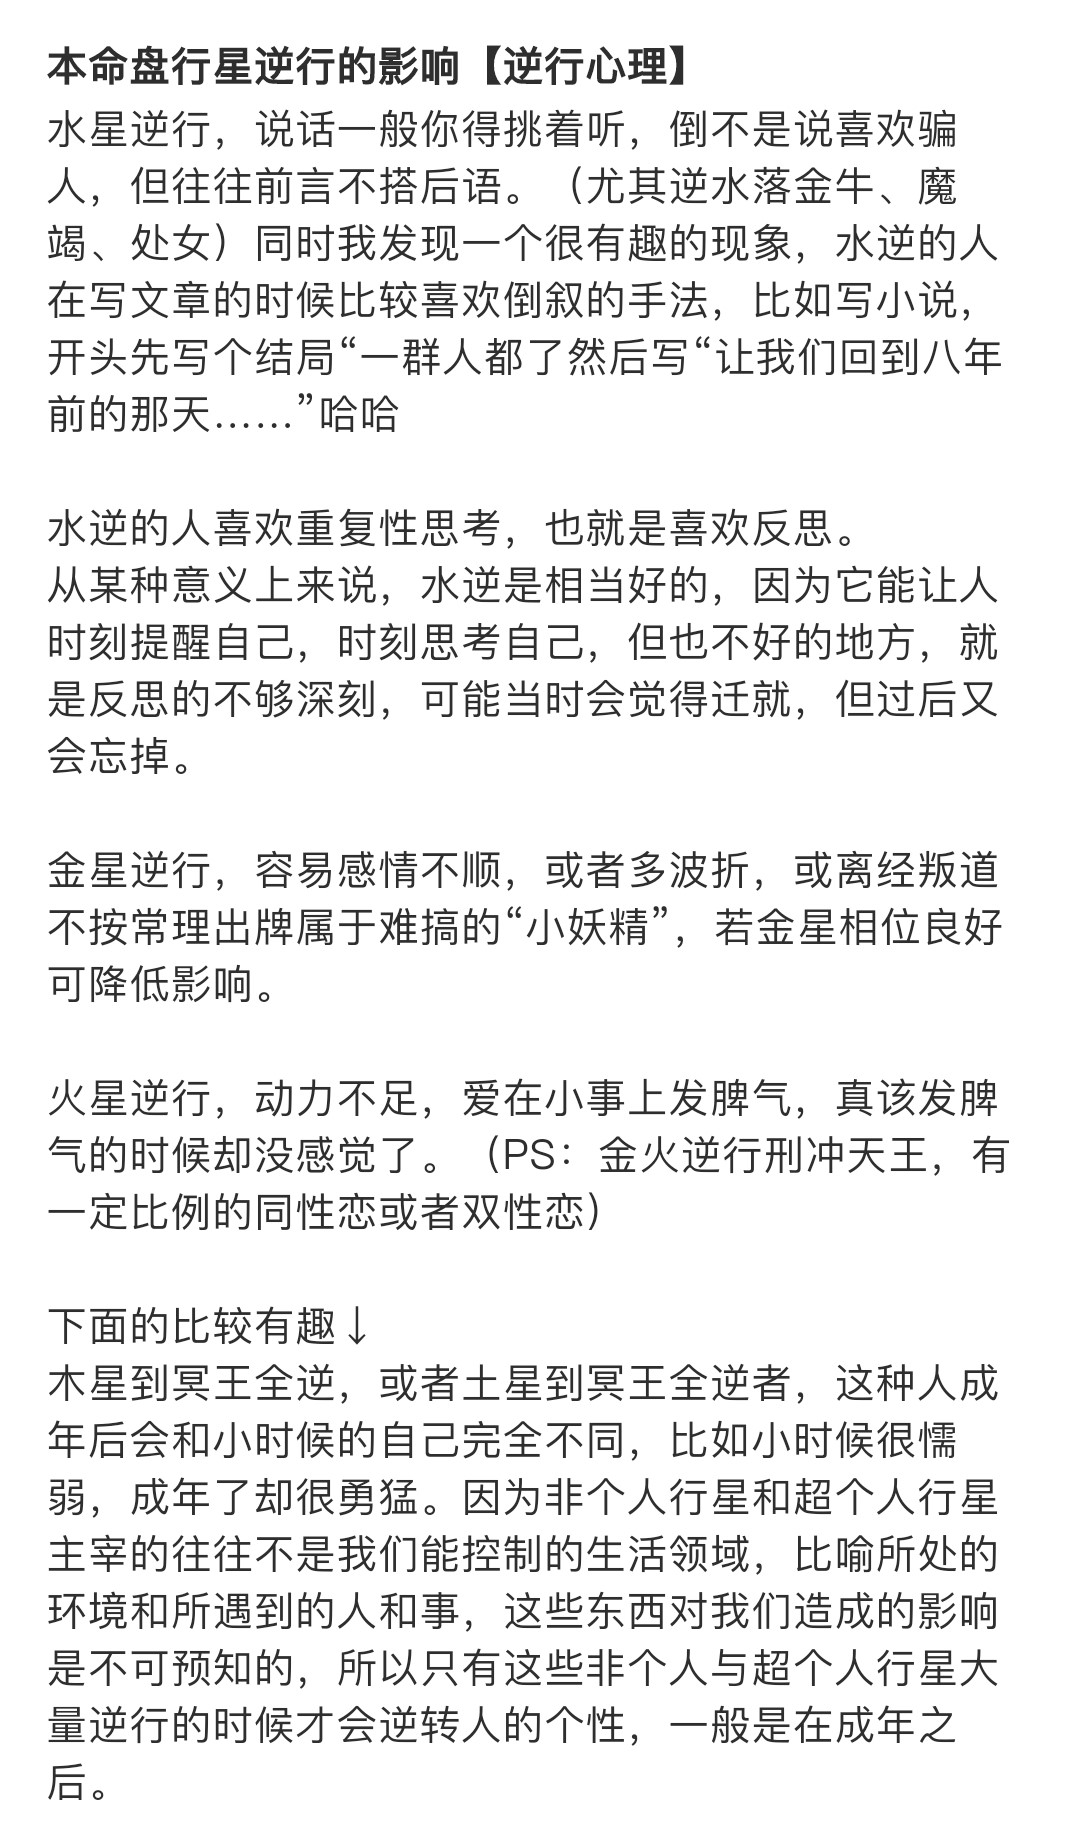 本命盘行星逆行的影响【逆行心理】
水星逆行，说话一般你得挑着听，倒不是说喜欢骗
人，但往往前言不搭后语。（尤其逆水落金牛、魔
竭、处女）同时我发现一个很有趣的现象，水逆的人
在写文章的时候比较喜欢倒叙的手法，比如写小说，
开头先写个结局“一群人都了然后写“让我们回到八年
前的那天……”哈哈
水逆的人喜欢重复性思考，也就是喜欢反思。
从某种意义上来说，水逆是相当好的，因为它能让人
时刻提醒自己，时刻思考自己，但也不好的地方，就
是反思的不够深刻，可能当时会觉得迁就，但过后又
会忘掉。
金星逆行，容易感情不顺，或者多波折，或离经叛道
不按常理出牌属于难搞的“小妖精”，若金星相位良好
可降低影响。
火星逆行，动力不足，爱在小事上发脾气，真该发脾
气的时候却没感觉了。（PS：金火逆行刑冲天王，有
一定比例的同性恋或者双性恋）
下面的比较有趣↓
木星到冥王全逆，或者土星到冥王全逆者，这种人成
年后会和小时候的自己完全不同，比如小时候很懦
弱，成年了却很勇猛。因为非个人行星和超个人行星
主宰的往往不是我们能控制的生活领域，比喻所处的
环境和所遇到的人和事，这些东西对我们造成的影响
是不可预知的，所以只有这些非个人与超个人行星大
量逆行的时候才会逆转人的个性，一般是在成年之
后。